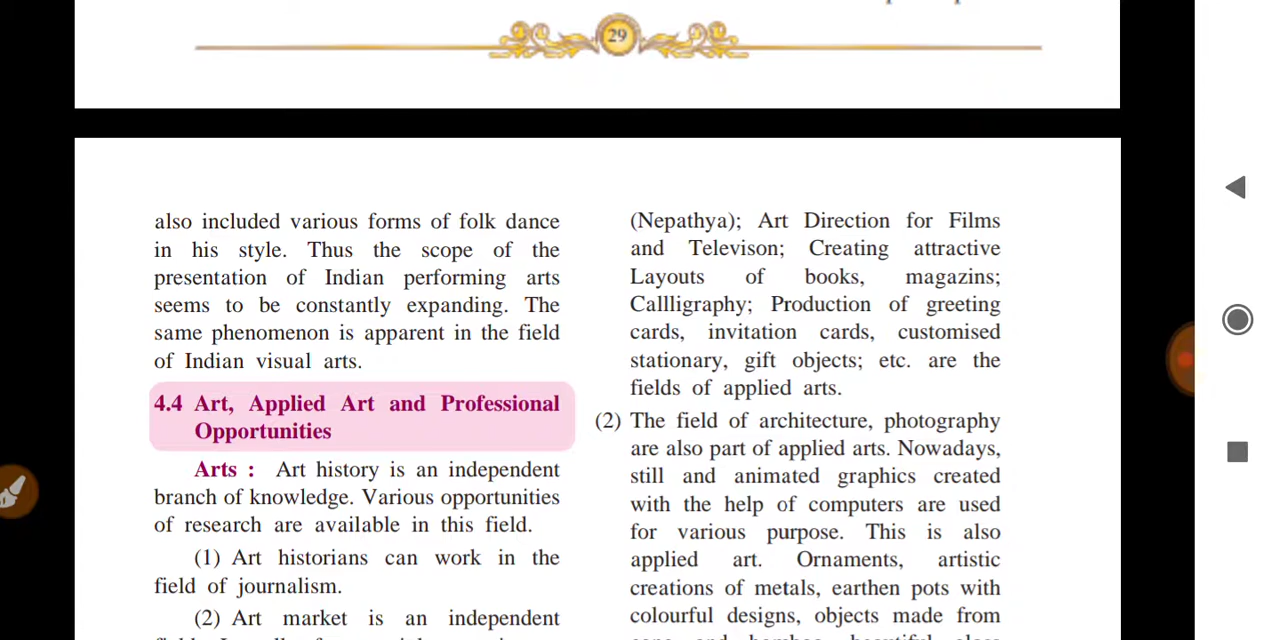 29
also included various forms of folk dance
in his style. Thus the scope of the
presentation of Indian performing arts
seems to be constantly expanding. The
same phenomenon is apparent in the field
of Indian visual arts.
4.4 Art, Applied Art and Professional
Opportunities
Arts : Art history is an independent
branch of knowledge. Various opportunities
of research are available in this field.
(1) Art historians can work in the
field of journalism.
(2) Art market is an independent
(Nepathya); Art Direction for Films
and Televison; Creating attractive
Layouts of books, magazins;
Callligraphy; Production of greeting
cards, invitation cards, customised
stationary, gift objects; etc. are the
fields of applied arts.
(2) The field of architecture, photography
are also part of applied arts. Nowadays,
still and animated graphics created
with the help of computers are used
for various purpose. This is also
applied art. Ornaments, artistic
creations of metals, earthen pots with
colourful designs, objects made from